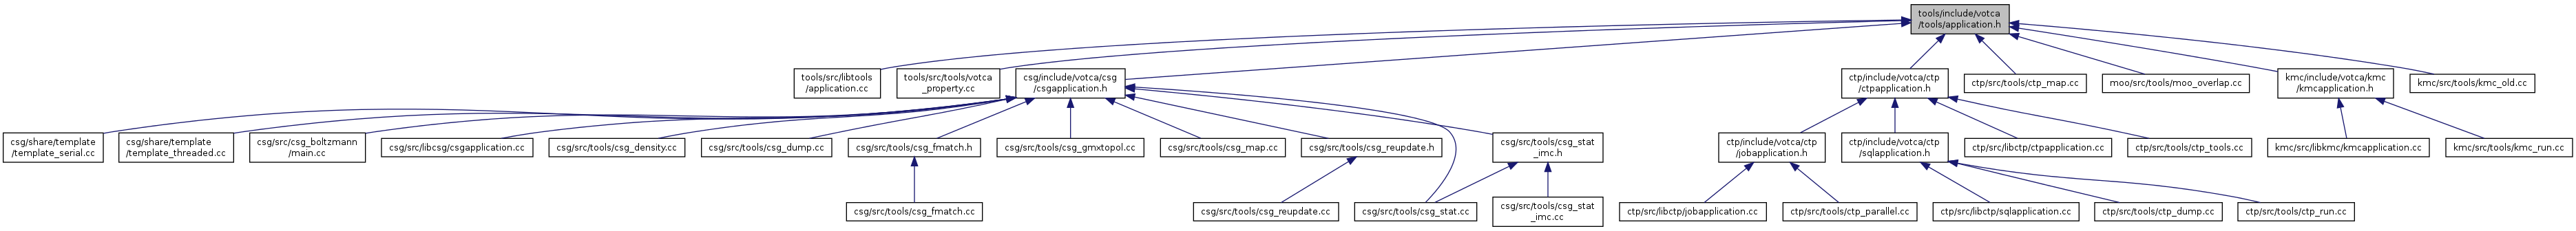 tools/include/votca
/tools/application.h
tools/src/libtools
/application.cc
tools/src/tools/votca
_property.cc
csg/include/votca/csg
/csgapplication.h
ctp/include/votca/ctp
/ctpapplication.h
ctp/src/tools/ctp_map.cc
moo/src/tools/moo_overlap.cc
kmc/include/votca/kmc
/kmcapplication.h
kmc/src/tools/kmc_old.cc
csg/share/template
/template_serial.cc
csg/share/template
/template_threaded.cc
csg/src/csg_boltzmann
/main.cc
csg/src/libcsg/csgapplication.cc
csg/src/tools/csg_density.cc
csg/src/tools/csg_dump.cc
csg/src/tools/csg_fmatch.h
csg/src/tools/csg_gmxtopol.cc
csg/src/tools/csg_map.cc
csg/src/tools/csg_reupdate.h
csg/src/tools/csg_stat
_imc.h
ctp/include/votca/ctp
/jobapplication.h
ctp/include/votca/ctp
/sqlapplication.h
ctp/src/libctp/ctpapplication.cc
ctp/src/tools/ctp_tools.cc
kmc/src/libkmc/kmcapplication.cc
kmc/src/tools/kmc_run.cc
csg/src/tools/csg_fmatch.cc
csg/src/tools/csg_reupdate.cc
csg/src/tools/csg_stat.cc
csg/src/tools/csg_stat
_imc.cc
ctp/src/libctp/jobapplication.cc
ctp/src/tools/ctp_parallel.cc
ctp/src/libctp/sqlapplication.cc
ctp/src/tools/ctp_dump.cc
ctp/src/tools/ctp_run.cc